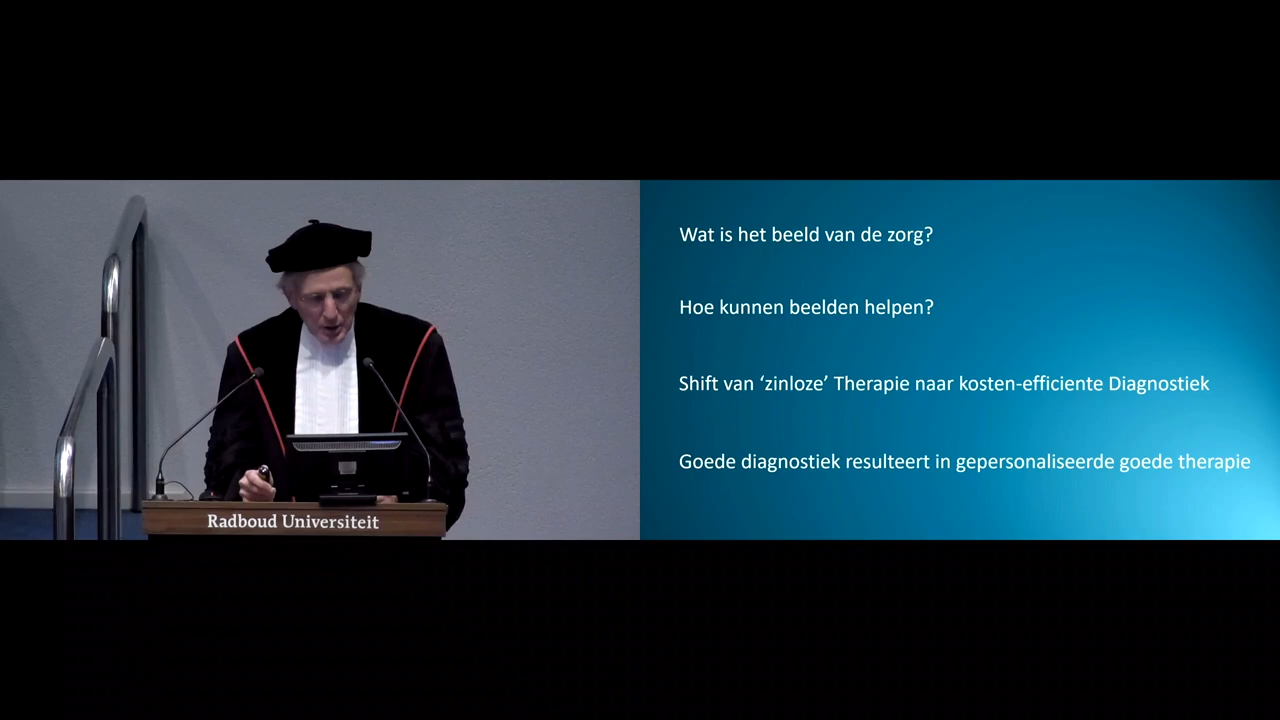 Wat is het beeld van de zorg?
Hoe kunnen beelden helpen?
Shift van ‘zinloze’ Therapie naar kosten-efficiente Diagnostiek
Goede diagnostiek resulteert in gepersonaliseerde goede therapie
Radboud Universiteit